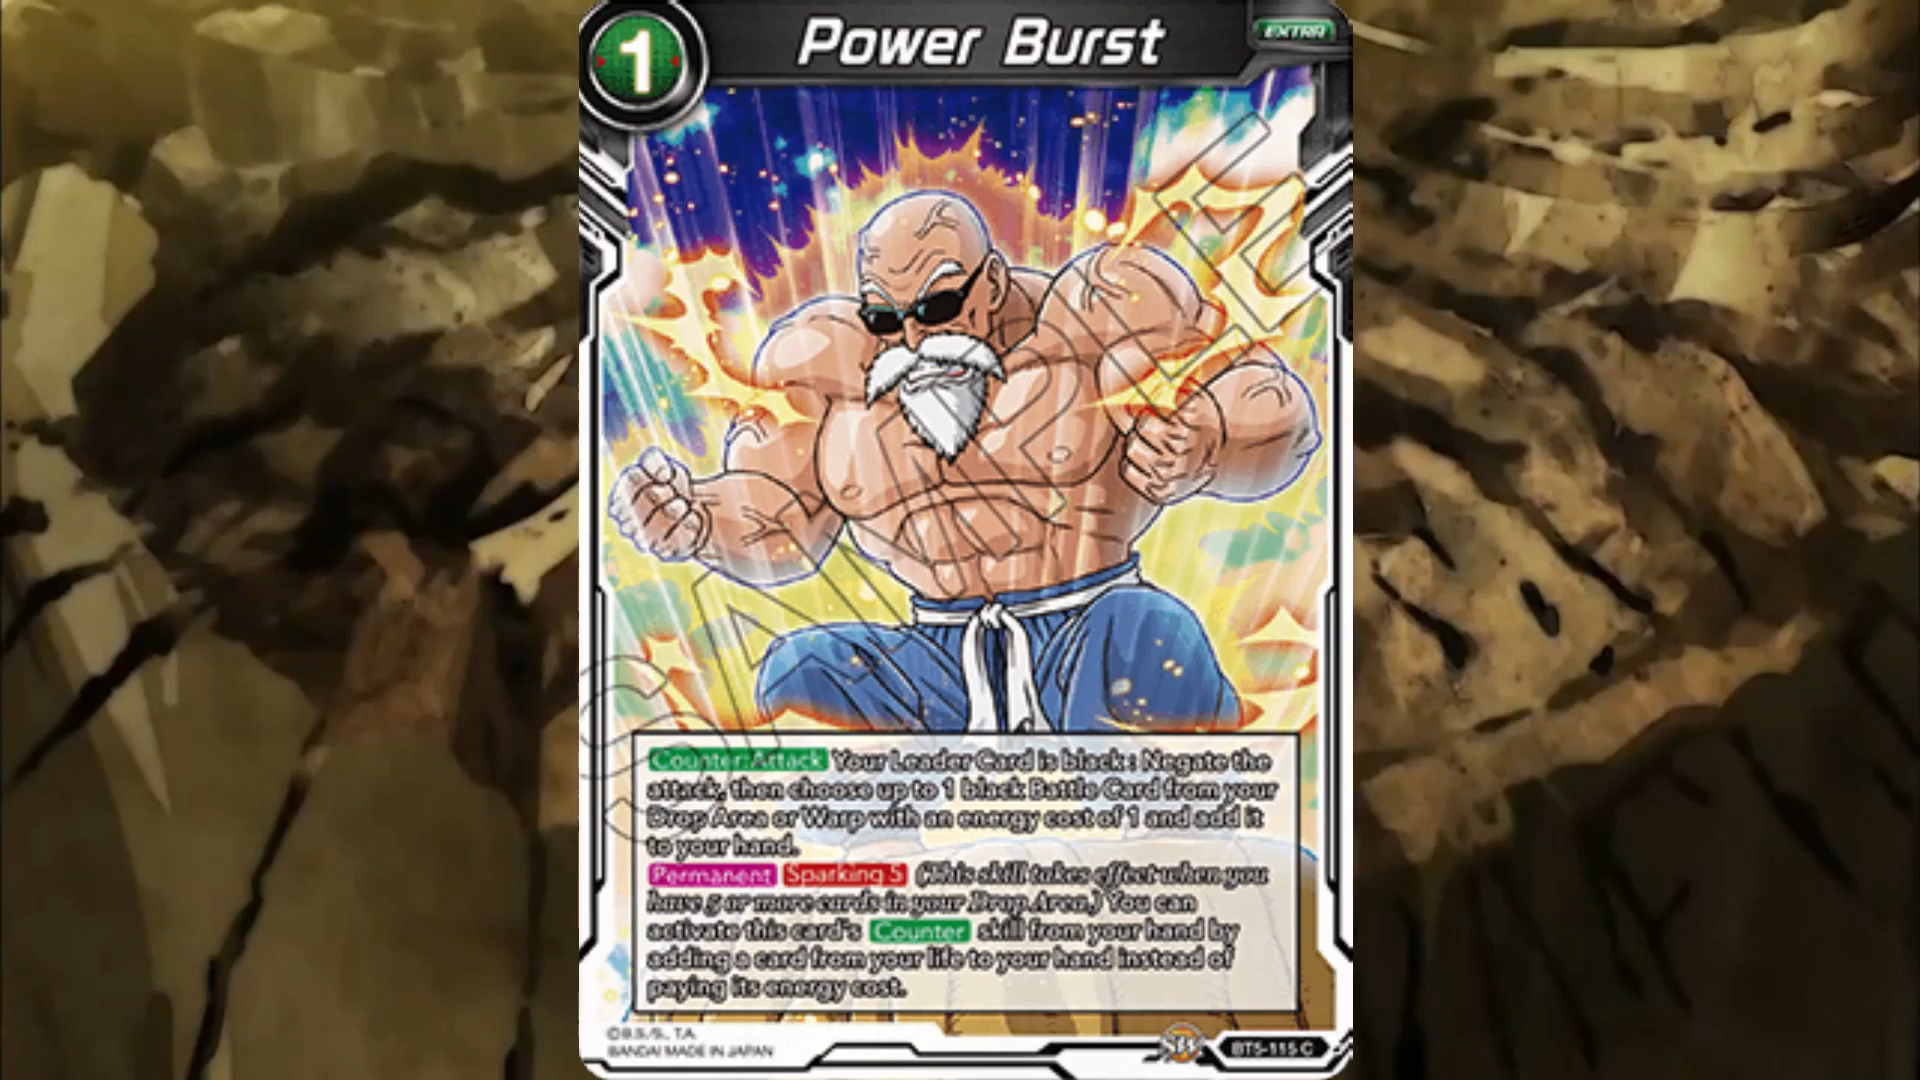 1
Power Burst
EXTRA
SAMPLE
Counter:Attack Your Leader Card is black : Negate the
attack, then choose up to 1 black Battle Card from your
Drop Area or Warp with an energy cost of 1 and add it
to your hand.
Permanent Sparking 5 (This skill takes effect when you
have 5 or more cards in your Drop Area.) You can
activate this card's Counter skill from your hand by
adding a card from your life to your hand instead of
paying its energy cost.
©B.S./S., T.A.
BANDAI MADE IN JAPAN
BT5-115 C